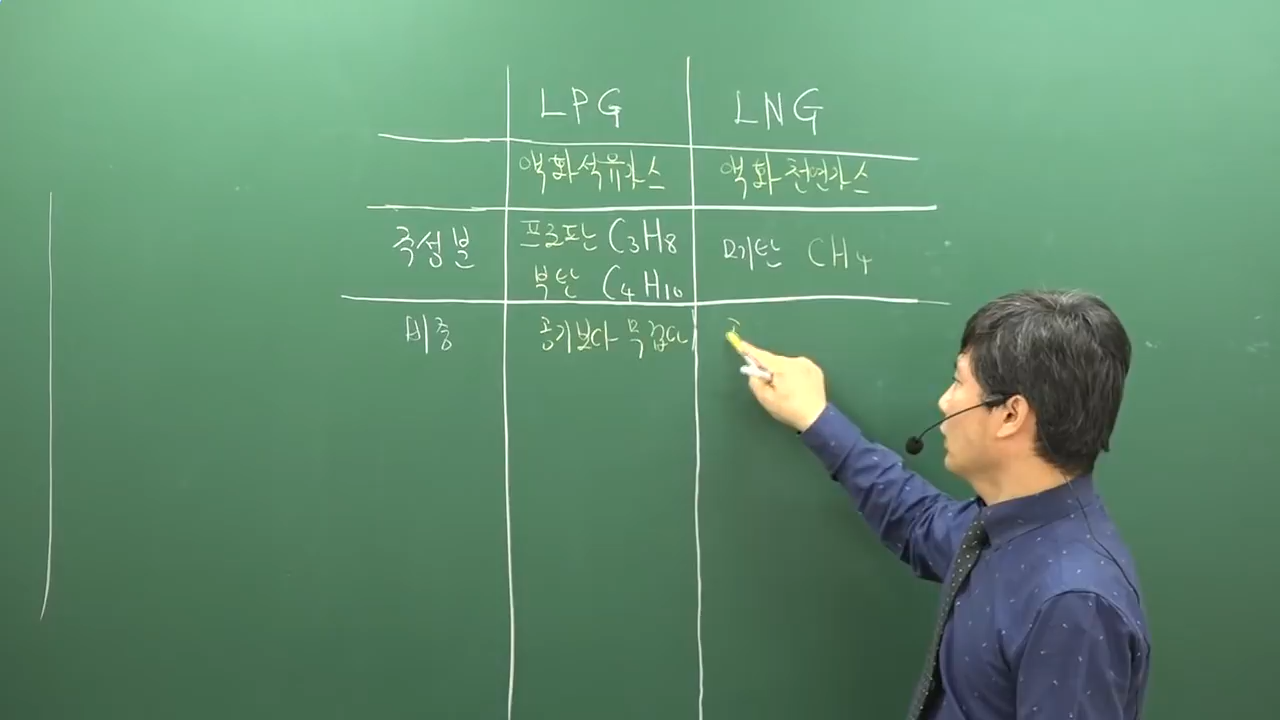 LPG LNG
액화석유가스 액화천연가스
주성분 프로판 C3H8 메탄 CH4
부탄 C4H10
비중 공기보다 무겁다